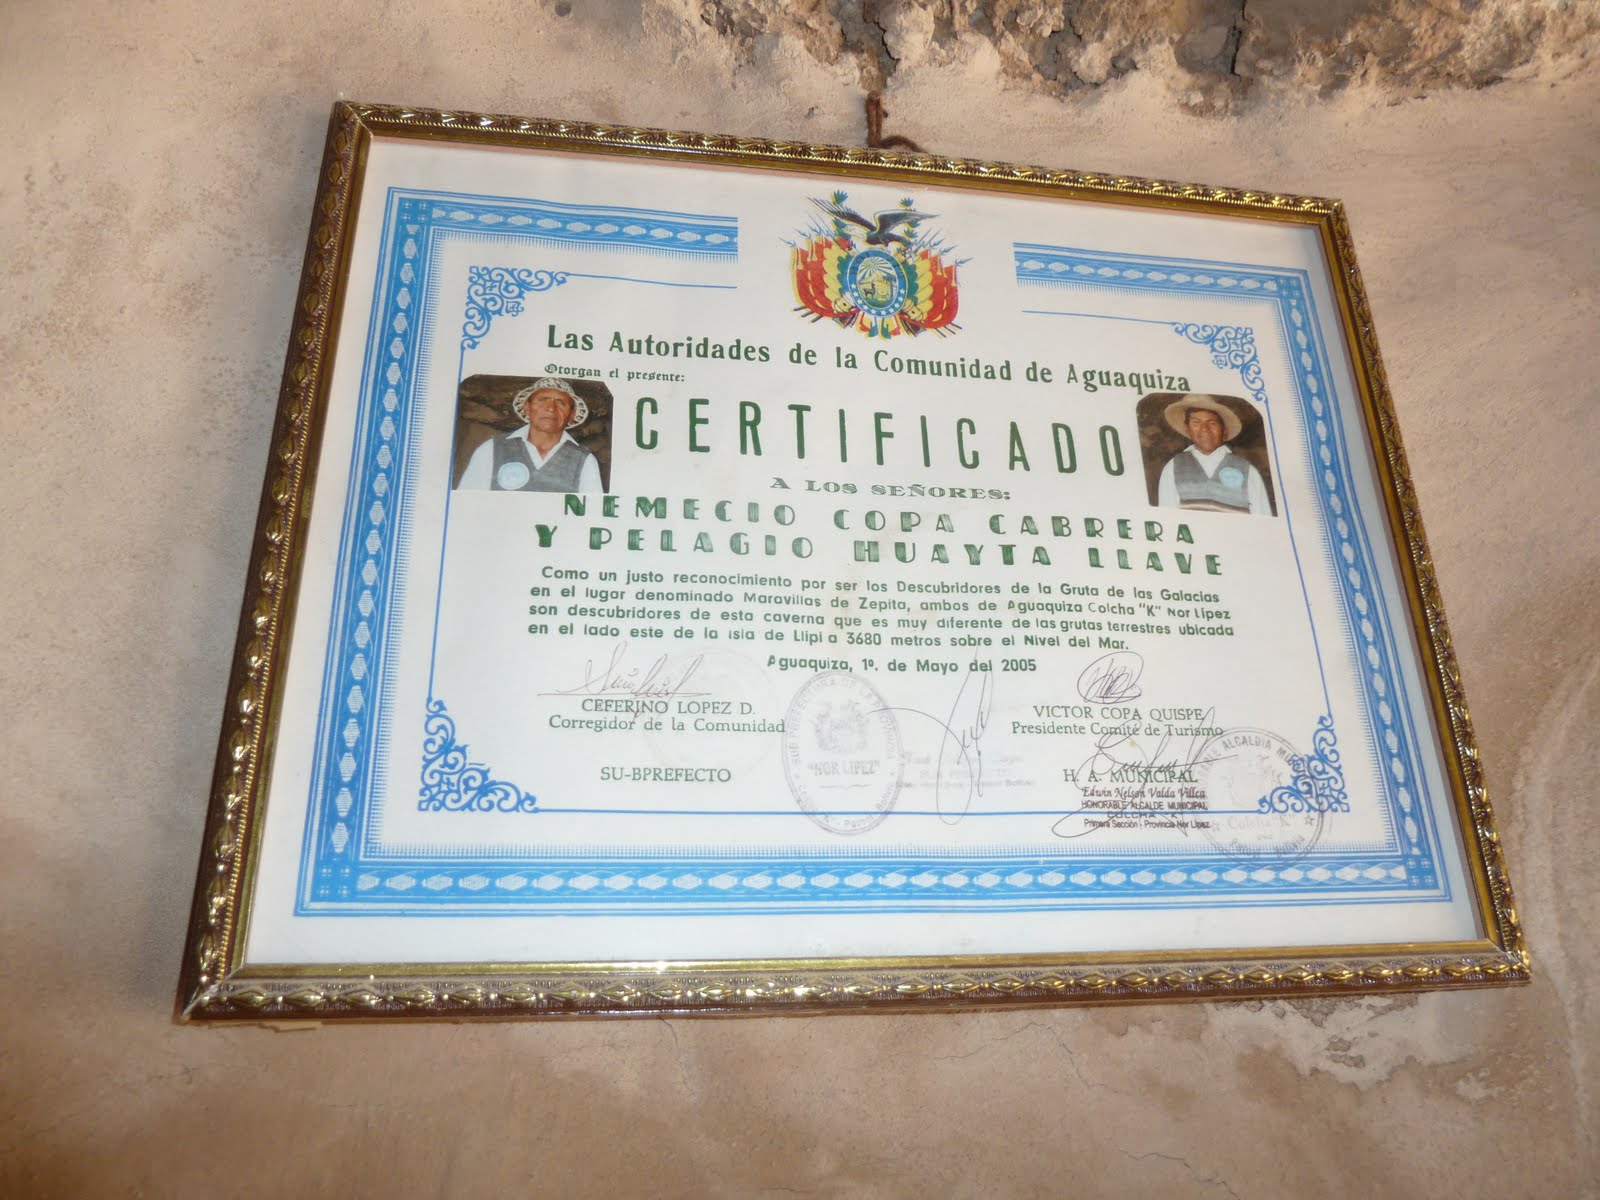 Las Autoridades de la Comunidad de Aguaquiza
Otorgan el presente:
CERTIFICADO
A LOS SEÑORES:
NEMECIO COPA CABRERA
Y PELAGIO HUAYTA LLAVE
Como un justo reconocimiento por ser los Descubridores de la Gruta de las Galacias
en el lugar denominado Maravillas de Zepita, ambos de Aguaquiza Colcha "K" Nor Lipez
son descubridores de esta caverna que es muy diferente de las grutas terrestres ubicada
en el lado este de la isla de Llipi a 3680 metros sobre el Nivel del Mar.
Aguaquiza, 1º. de Mayo del 2005
CEFERINO LOPEZ D.
Corregidor de la Comunidad
VICTOR COPA QUISPE
Presidente Comité de Turismo
SU-BPREFECTO
"NOR LIPEZ"
H. A. MUNICIPAL
Edwin Nelson Valda Villca
HONORABLE ALCALDE MUNICIPAL
COLCHA "K"
Primera Sección - Provincia Nor Lipez
ALCALDIA
Colcha "K"